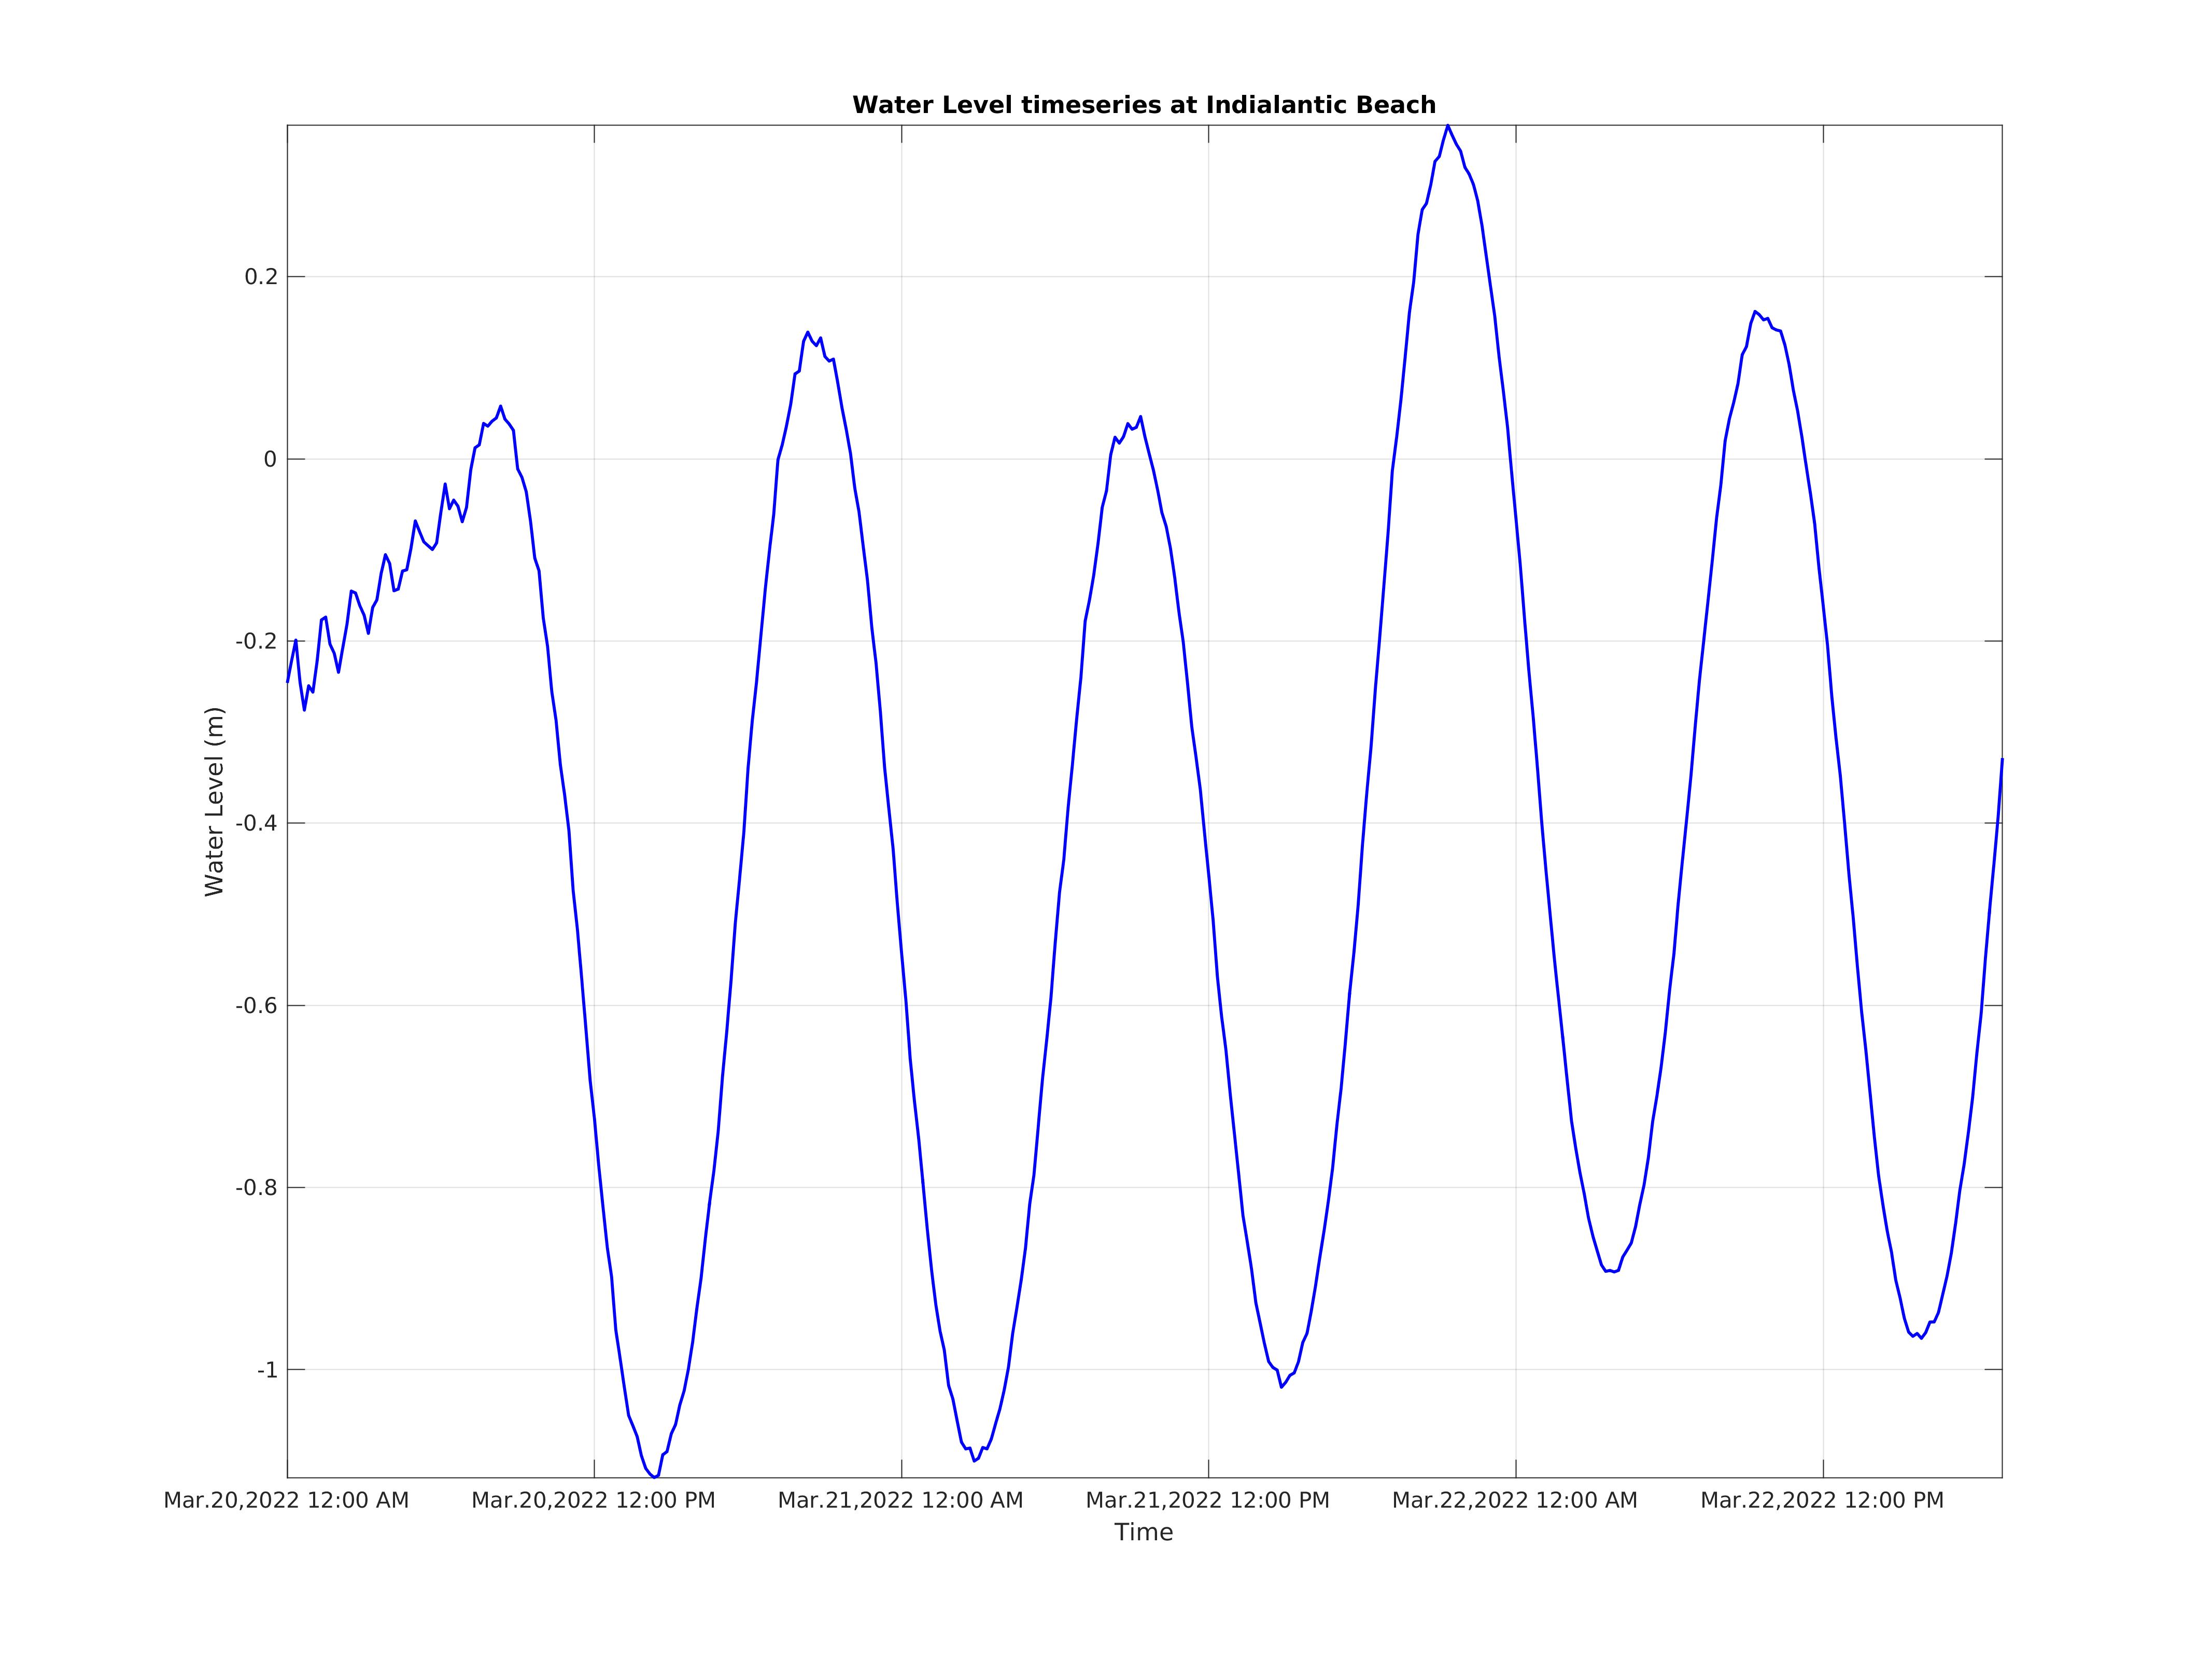 Water Level timeseries at Indialantic Beach
0.2
0
-0.2
-0.4
-0.6
-0.8
-1
Water Level (m)
Mar.20,2022 12:00 AM Mar.20,2022 12:00 PM Mar.21,2022 12:00 AM Mar.21,2022 12:00 PM Mar.22,2022 12:00 AM Mar.22,2022 12:00 PM
Time